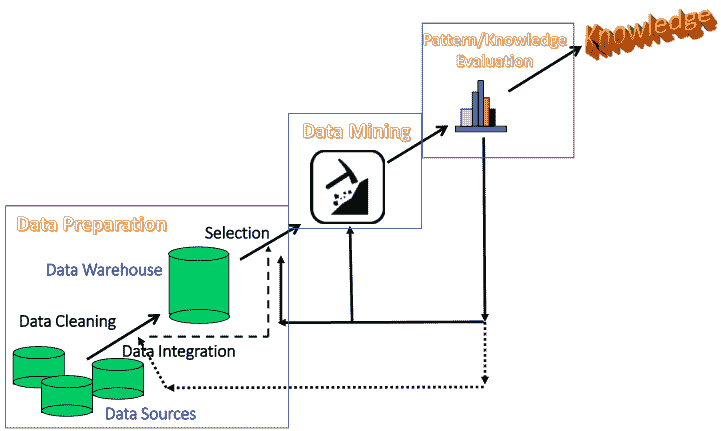 Knowledge
Pattern/Knowledge
Evaluation
Data Mining
Data Preparation
Selection
Data Warehouse
Data Cleaning
Data Integration
Data Sources